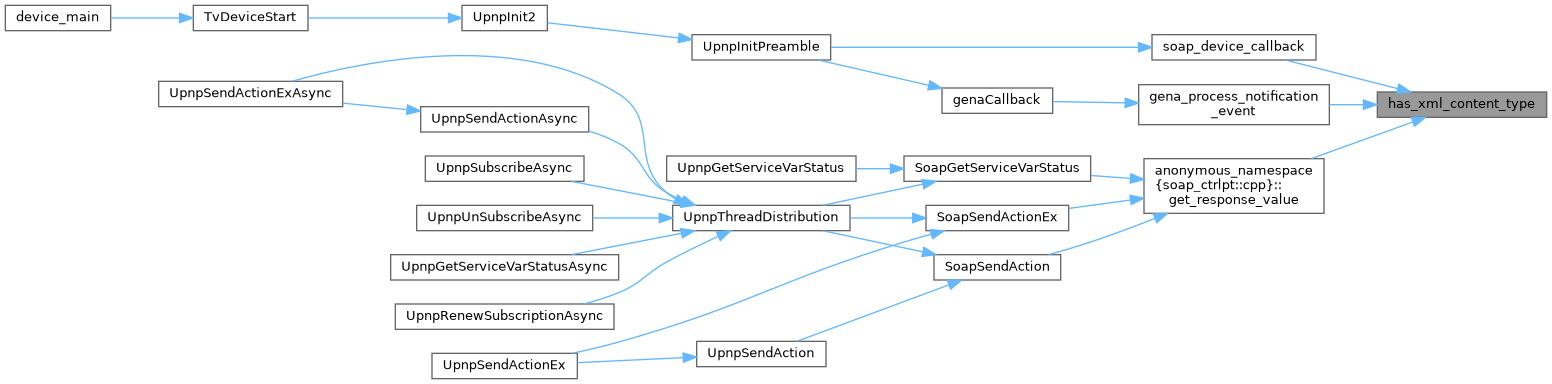 device_main
TvDeviceStart
UpnpInit2
UpnpInitPreamble
soap_device_callback
UpnpSendActionExAsync
UpnpSendActionAsync
genaCallback
gena_process_notification
_event
has_xml_content_type
UpnpSubscribeAsync
UpnpGetServiceVarStatus
SoapGetServiceVarStatus
anonymous_namespace
{soap_ctrlpt::cpp}::
get_response_value
UpnpUnSubscribeAsync
UpnpThreadDistribution
SoapSendActionEx
UpnpGetServiceVarStatusAsync
SoapSendAction
UpnpRenewSubscriptionAsync
UpnpSendActionEx
UpnpSendAction